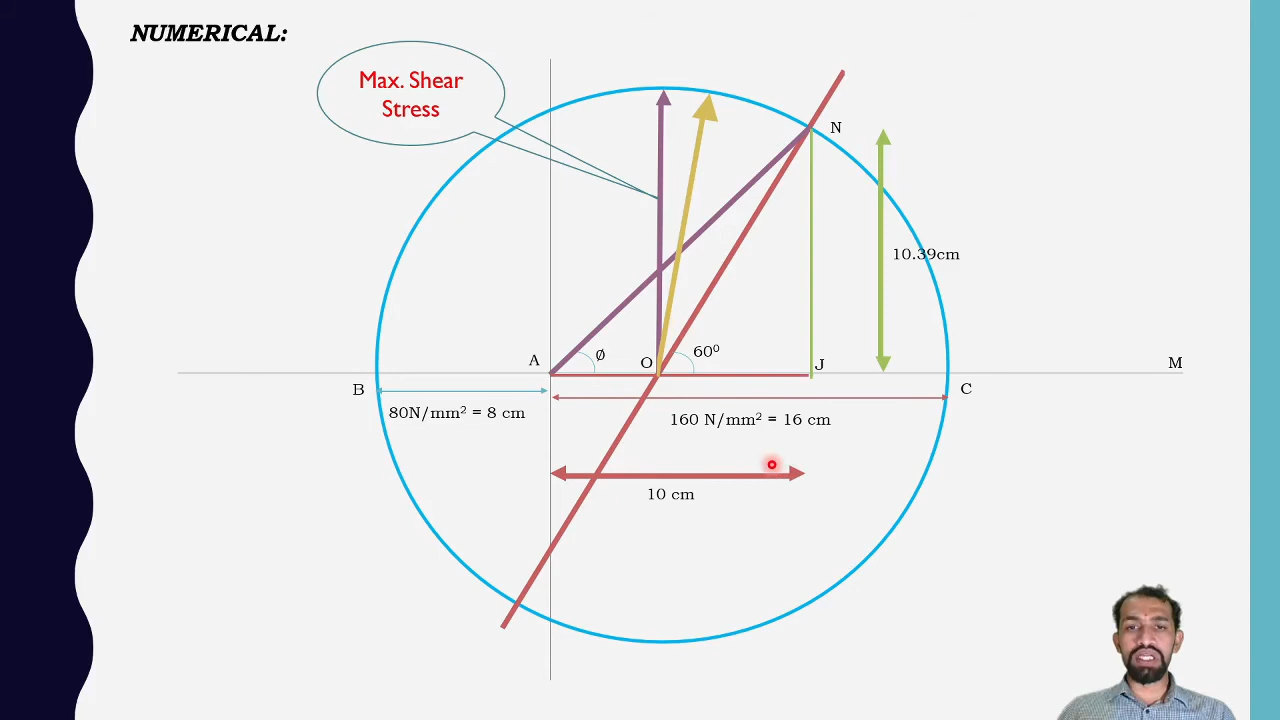 NUMERICAL:
Max. Shear
Stress
N
10.39cm
A
Ø
O
60⁰
J
M
B
C
80N/mm² = 8 cm
160 N/mm² = 16 cm
10 cm